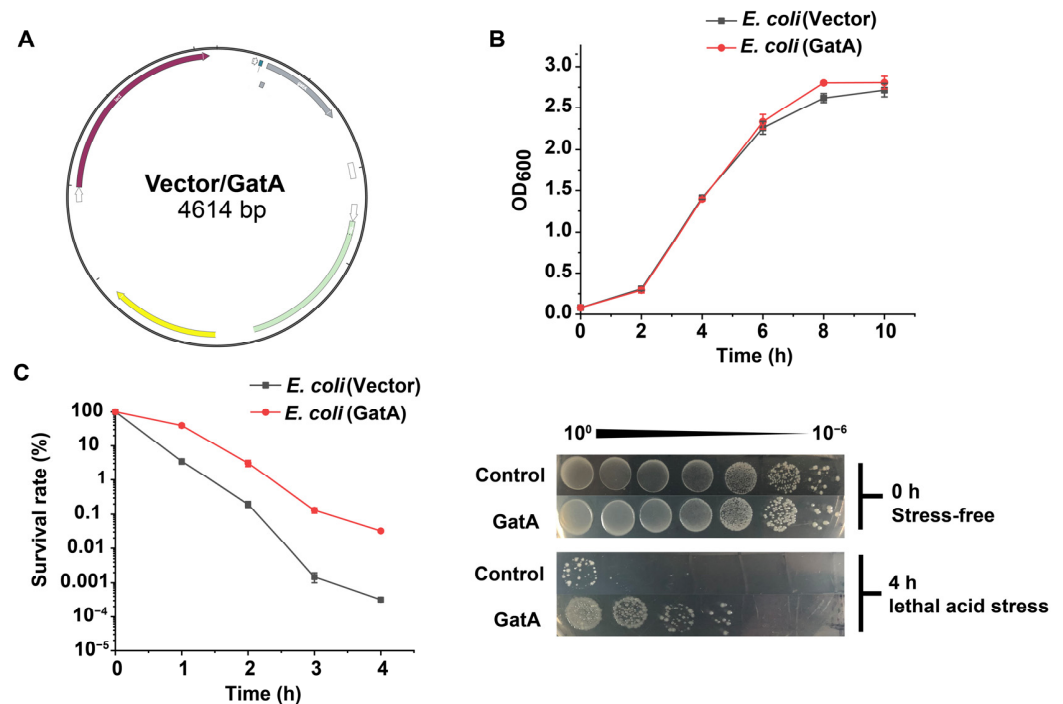 A
Vector/GatA
4614 bp
B
E. coli (Vector)
E. coli (GatA)
OD600
3.0
2.5
2.0
1.5
1.0
0.5
0.0
0 2 4 6 8 10
Time (h)
C
E. coli (Vector)
E. coli (GatA)
Survival rate (%)
100
10
1
0.1
0.01
0.001
10⁻⁴
10⁻⁵
0 1 2 3 4
Time (h)
10⁰ 10⁻⁶
Control
GatA
0 h
Stress-free
Control
GatA
4 h
lethal acid stress